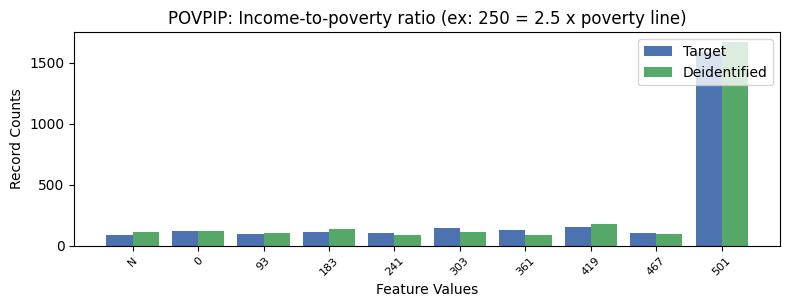 POVPIP: Income-to-poverty ratio (ex: 250 = 2.5 x poverty line)
Target
Deidentified
Record Counts
1500
1000
500
0
N
0
93
183
241
303
361
419
467
501
Feature Values